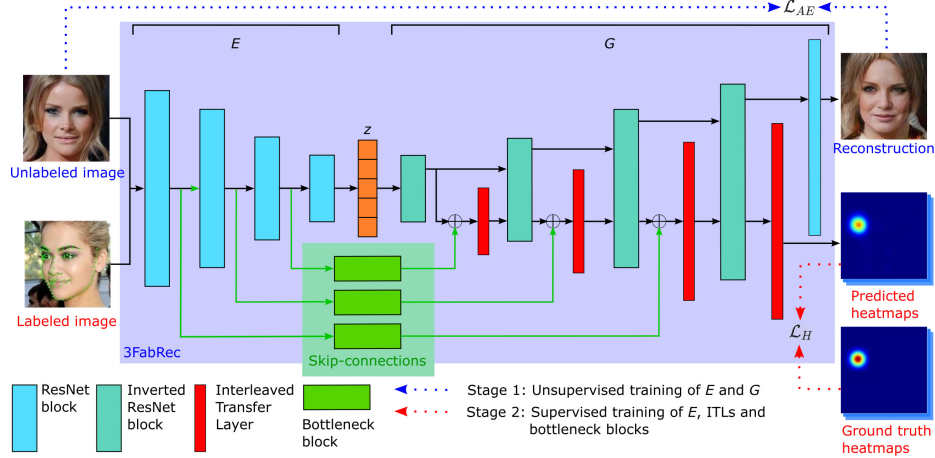 ℒ_AE
E
G
Unlabeled image
z
Reconstruction
Labeled image
3FabRec
Skip-connections
Predicted
heatmaps
ℒ_H
ResNet
block
Inverted
ResNet
block
Interleaved
Transfer
Layer
Bottleneck
block
Stage 1: Unsupervised training of E and G
Stage 2: Supervised training of E, ITLs and
bottleneck blocks
Ground truth
heatmaps